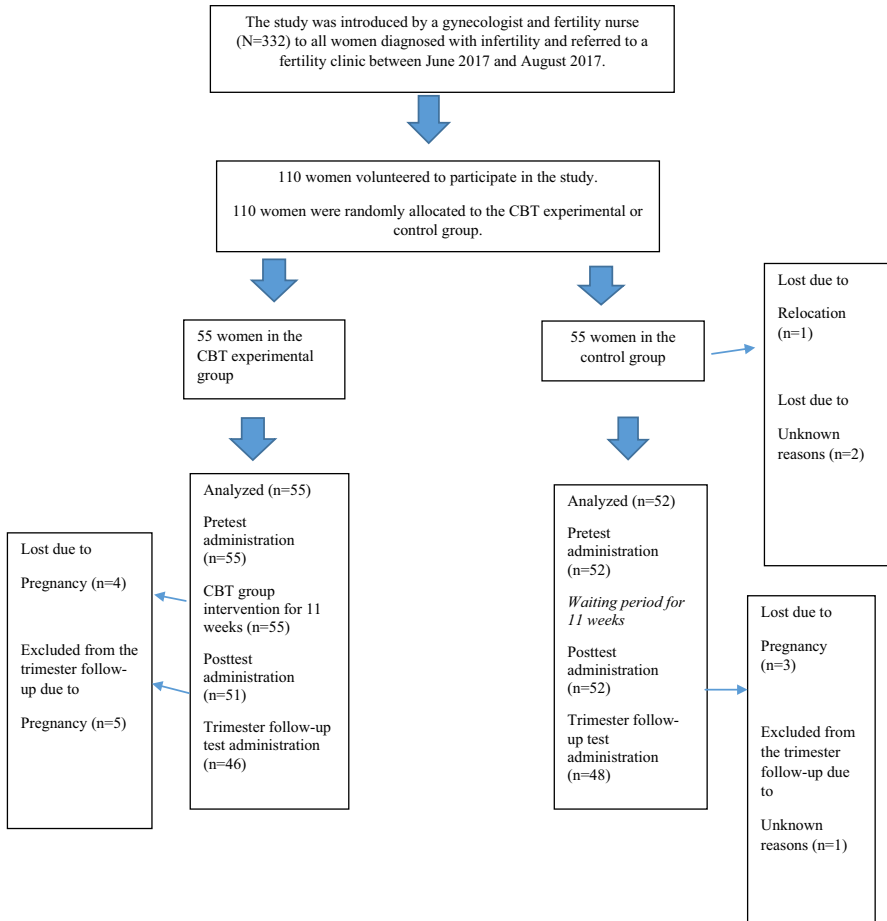 The study was introduced by a gynecologist and fertility nurse
(N=332) to all women diagnosed with infertility and referred to a
fertility clinic between June 2017 and August 2017.
110 women volunteered to participate in the study.
110 women were randomly allocated to the CBT experimental or
control group.
55 women in the
CBT experimental
group
55 women in the
control group
Lost due to
Relocation
(n=1)
Lost due to
Unknown
reasons (n=2)
Analyzed (n=55)
Pretest
administration
(n=55)
CBT group
intervention for 11
weeks (n=55)
Posttest
administration
(n=51)
Trimester follow-up
test administration
(n=46)
Lost due to
Pregnancy (n=4)
Excluded from the
trimester follow-
up due to
Pregnancy (n=5)
Analyzed (n=52)
Pretest
administration
(n=52)
Waiting period for
11 weeks
Posttest
administration
(n=52)
Trimester follow-
up test
administration
(n=48)
Lost due to
Pregnancy
(n=3)
Excluded from
the trimester
follow-up due
to
Unknown
reasons (n=1)